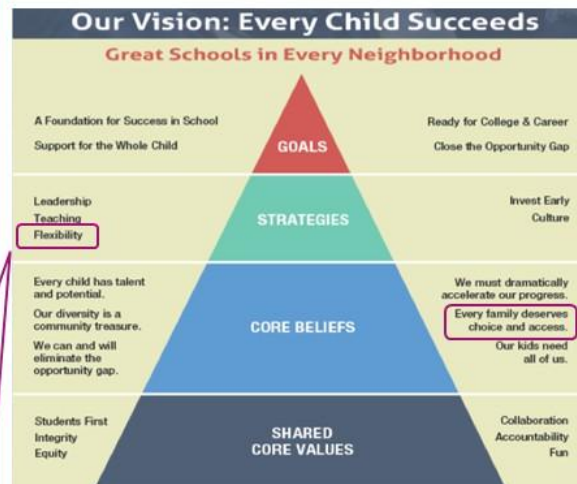 Our Vision: Every Child Succeeds
Great Schools in Every Neighborhood
A Foundation for Success in School
Support for the Whole Child
GOALS
Ready for College & Career
Close the Opportunity Gap
Leadership
Teaching
Flexibility
STRATEGIES
Invest Early
Culture
Every child has talent
and potential.
Our diversity is a
community treasure.
We can and will
eliminate the
opportunity gap.
CORE BELIEFS
We must dramatically
accelerate our progress.
Every family deserves
choice and access.
Our kids need
all of us.
Students First
Integrity
Equity
SHARED
CORE VALUES
Collaboration
Accountability
Fun